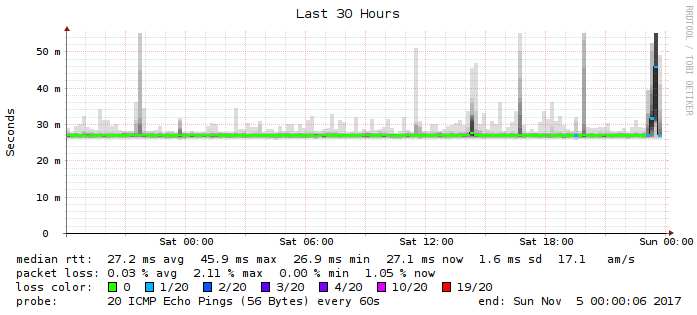 Last 30 Hours
RRDTOOL / TOBI OETIKER
Seconds
50 m
40 m
30 m
20 m
10 m
0
Sat 00:00 Sat 06:00 Sat 12:00 Sat 18:00 Sun 00:00
median rtt: 27.2 ms avg 45.9 ms max 26.9 ms min 27.1 ms now 1.6 ms sd 17.1 am/s
packet loss: 0.03 % avg 2.11 % max 0.00 % min 1.05 % now
loss color: 0 1/20 2/20 3/20 4/20 10/20 19/20
probe: 20 ICMP Echo Pings (56 Bytes) every 60s end: Sun Nov 5 00:00:06 2017